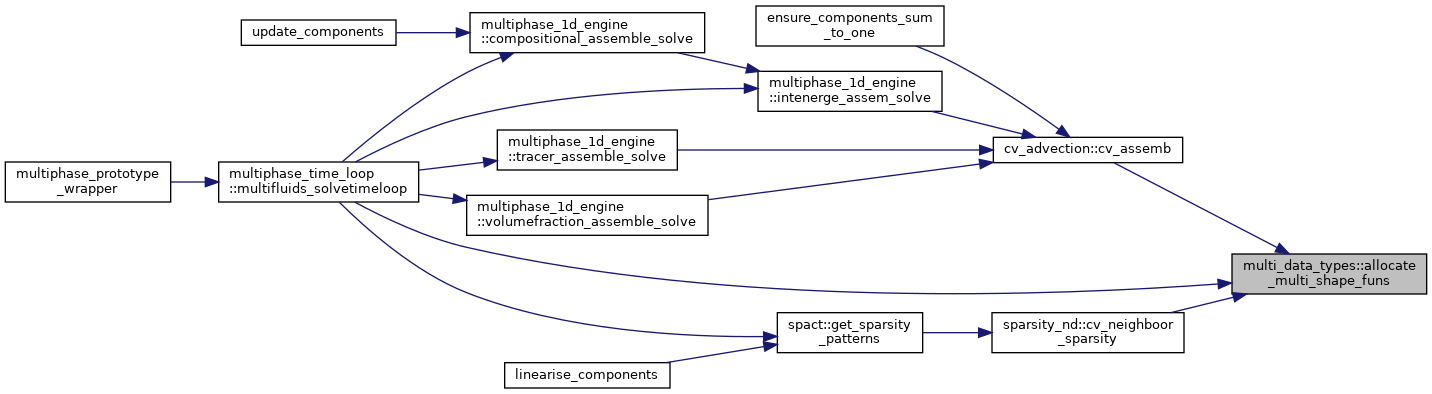 update_components
multiphase_1d_engine
::compositional_assemble_solve
ensure_components_sum
_to_one
multiphase_1d_engine
::intenerge_assem_solve
multiphase_1d_engine
::tracer_assemble_solve
cv_advection::cv_assemb
multiphase_prototype
_wrapper
multiphase_time_loop
::multifluids_solvetimeloop
multiphase_1d_engine
::volumefraction_assemble_solve
multi_data_types::allocate
_multi_shape_funs
spact::get_sparsity
_patterns
sparsity_nd::cv_neighboor
_sparsity
linearise_components